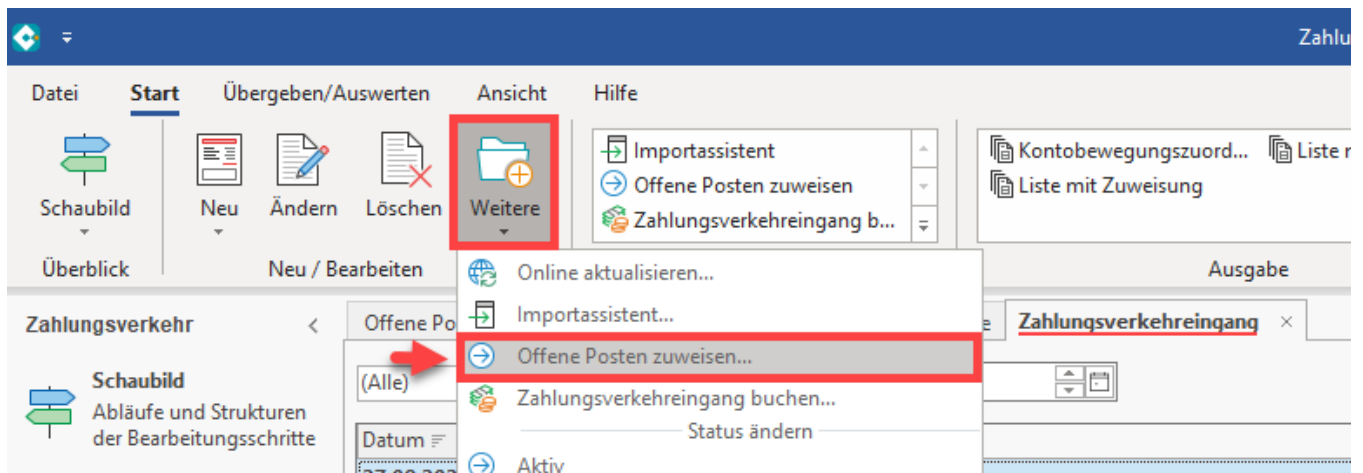 Zahlu
Datei Start Übergeben/Auswerten Ansicht Hilfe
Schaubild
Neu
Ändern
Löschen
Weitere
Importassistent
Offene Posten zuweisen
Zahlungsverkehreingang b...
Kontobewegungszuord...
Liste mit Zuweisung
Liste r
Überblick
Neu / Bearbeiten
Ausgabe
Online aktualisieren...
Importassistent...
Offene Posten zuweisen...
Zahlungsverkehreingang buchen...
Status ändern
Aktiv
Zahlungsverkehr
Schaubild
Abläufe und Strukturen
der Bearbeitungsschritte
Offene Po
e Zahlungsverkehreingang
(Alle)
Datum